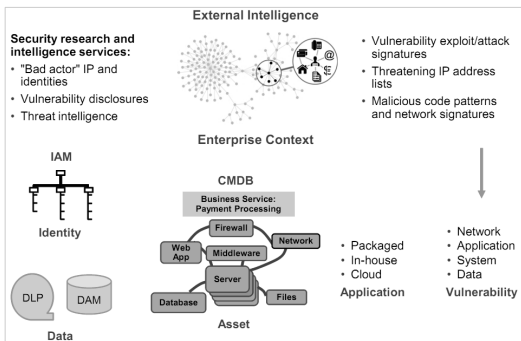 External Intelligence
Security research and
intelligence services:
• "Bad actor" IP and
identities
• Vulnerability disclosures
• Threat intelligence
@
• Vulnerability exploit/attack
signatures
• Threatening IP address
lists
• Malicious code patterns
and network signatures
Enterprise Context
IAM
Identity
DLP
DAM
Data
CMDB
Business Service:
Payment Processing
Firewall
Web
App
Middleware
Network
Server
Database
Files
Asset
• Packaged
• In-house
• Cloud
Application
• Network
• Application
• System
• Data
Vulnerability